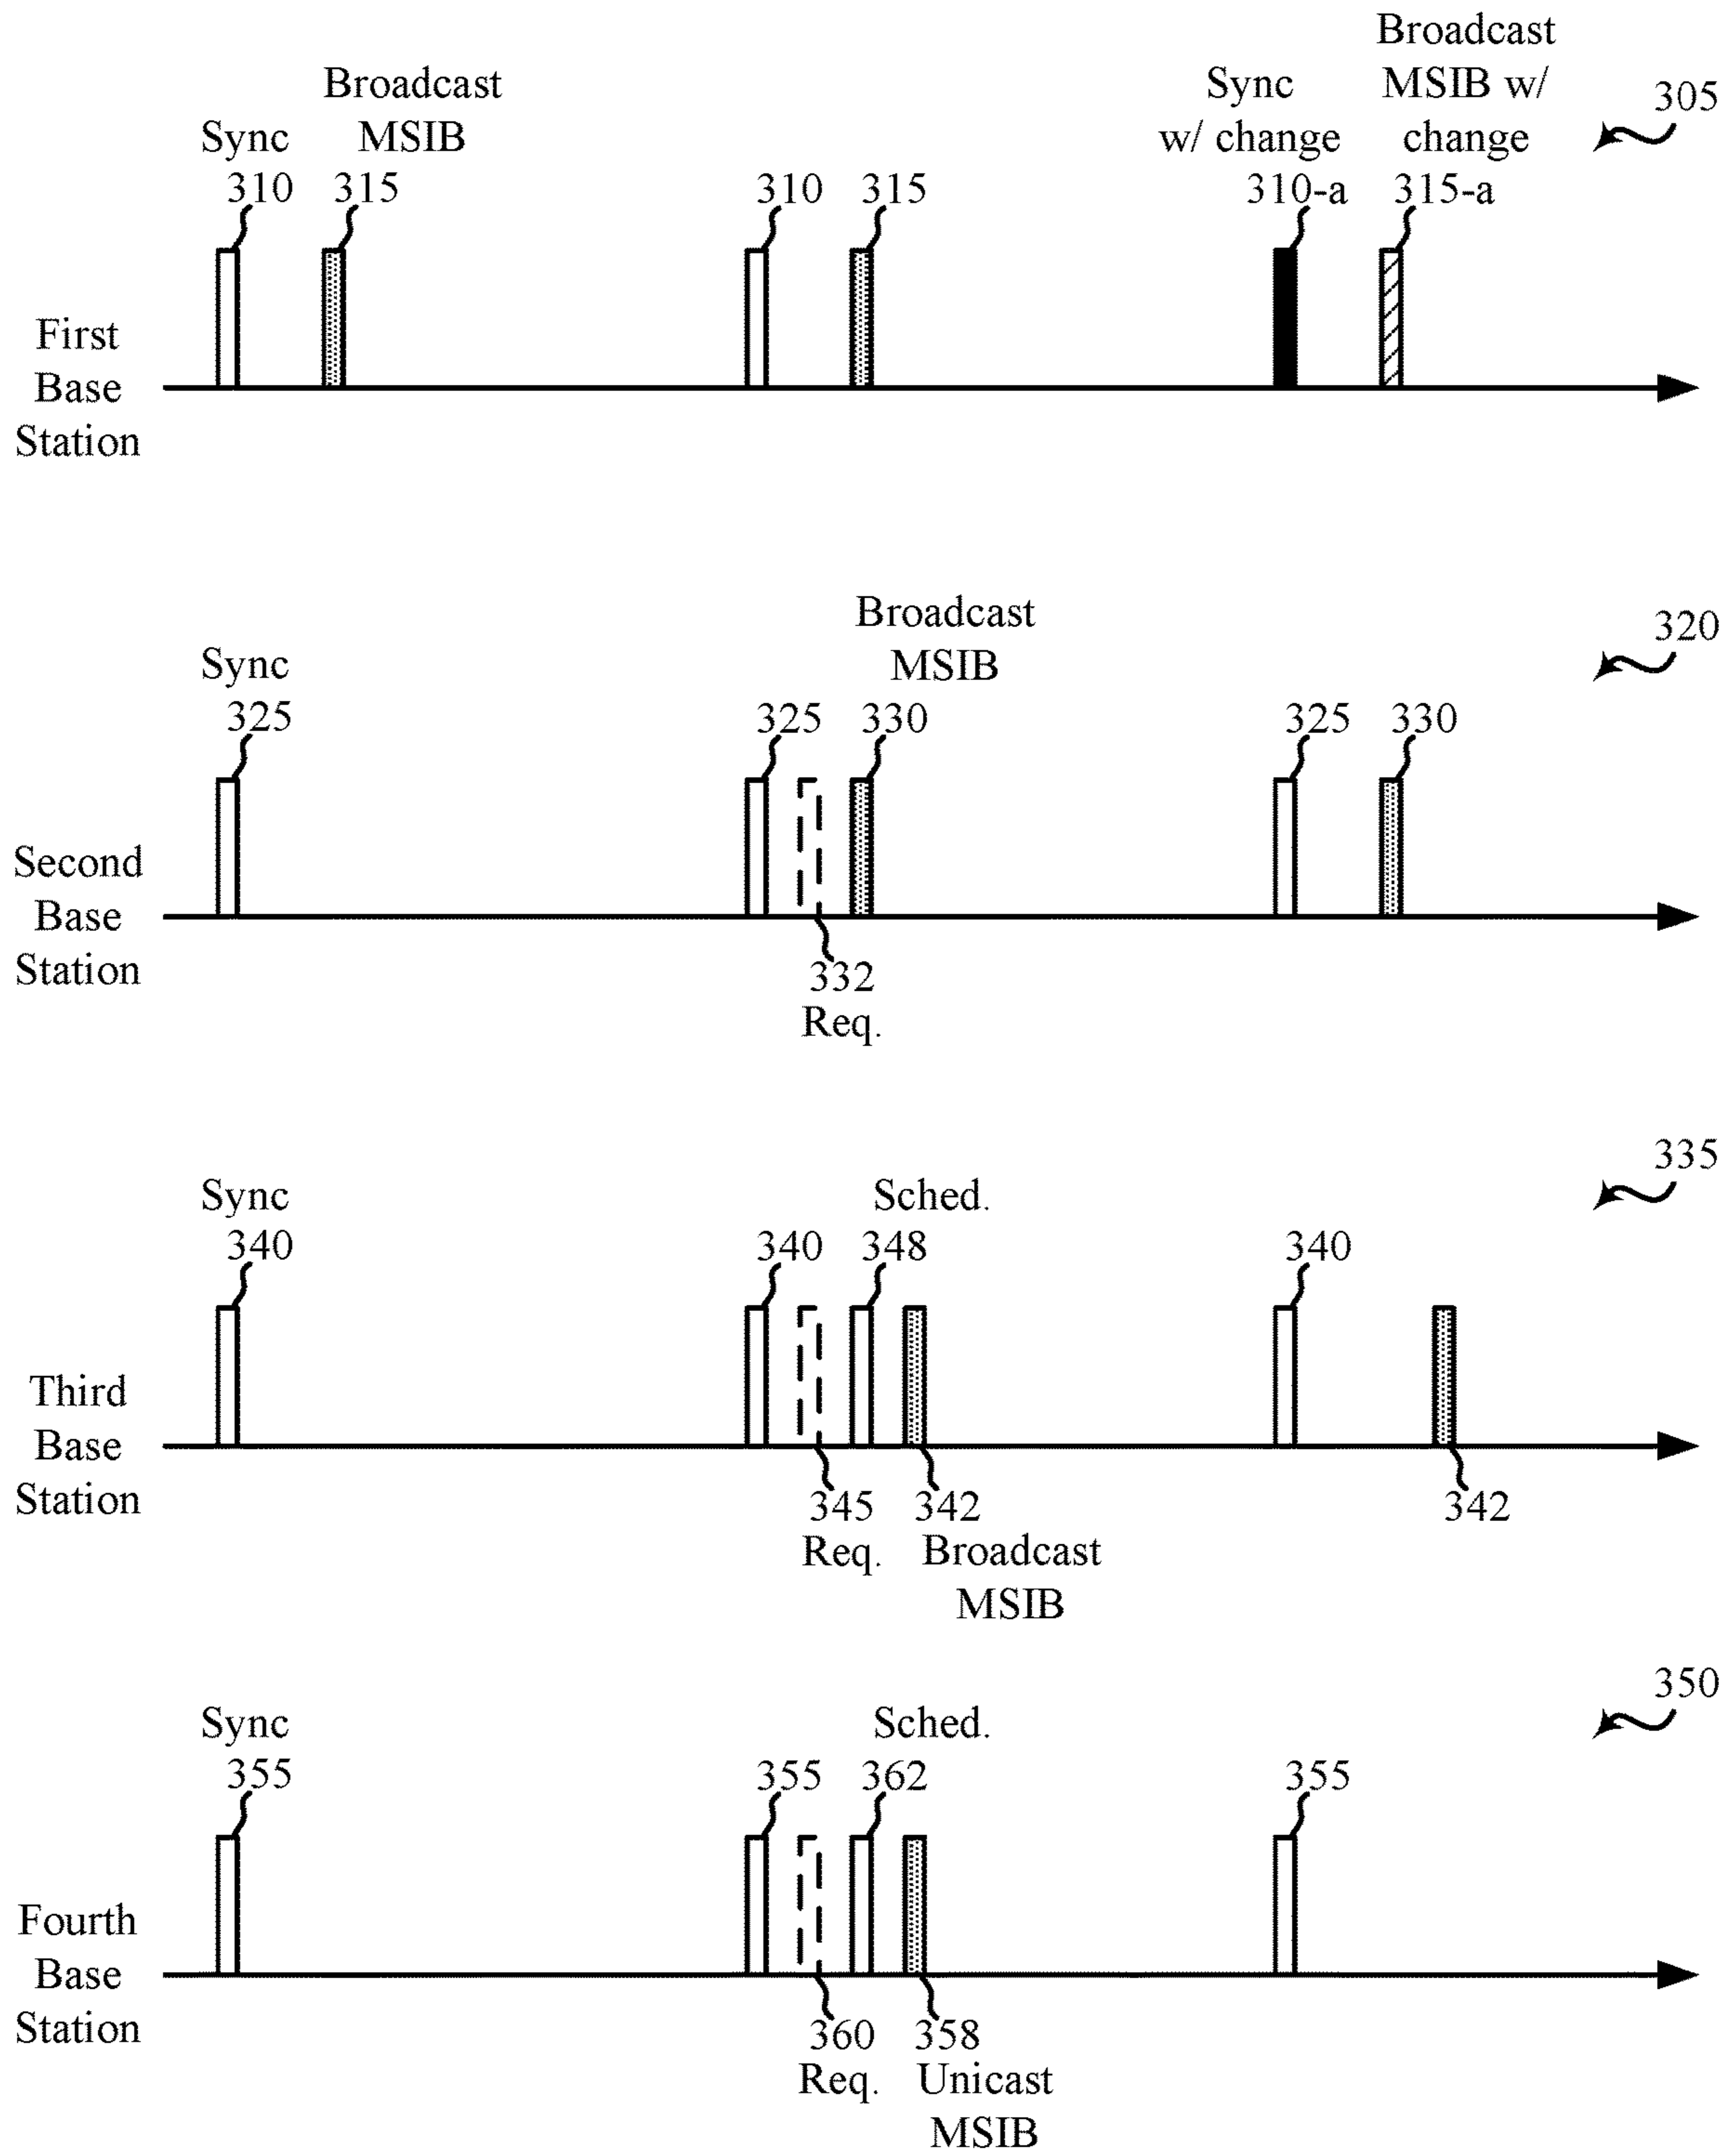 Broadcast
Broadcast MSIB w/
Sync change
Sync MSIB w/ change 305
310 315 310 315 310-a 315-a
First
Base
Station
Broadcast
Sync MSIB 320
325 325 330 325 330
Second
Base
Station
332
Req.
Sync Sched. 335
340 340 348 340
Third
Base
Station
345 342 342
Req. Broadcast
MSIB
Sync Sched. 350
355 355 362 355
Fourth
Base
Station
360 358
Req. Unicast
MSIB